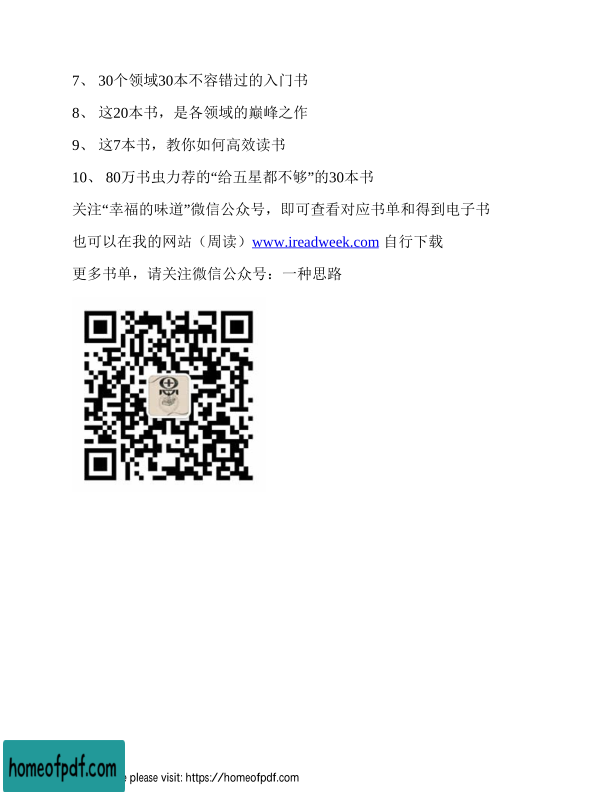 7、 30个领域30本不容错过的入门书
8、 这20本书，是各领域的巅峰之作
9、 这7本书，教你如何高效读书
10、 80万书虫力荐的“给五星都不够”的30本书
关注“幸福的味道”微信公众号，即可查看对应书单和得到电子书
也可以在我的网站（周读）www.ireadweek.com 自行下载
更多书单，请关注微信公众号：一种思路
homeofpdf.com
please visit: https://homeofpdf.com